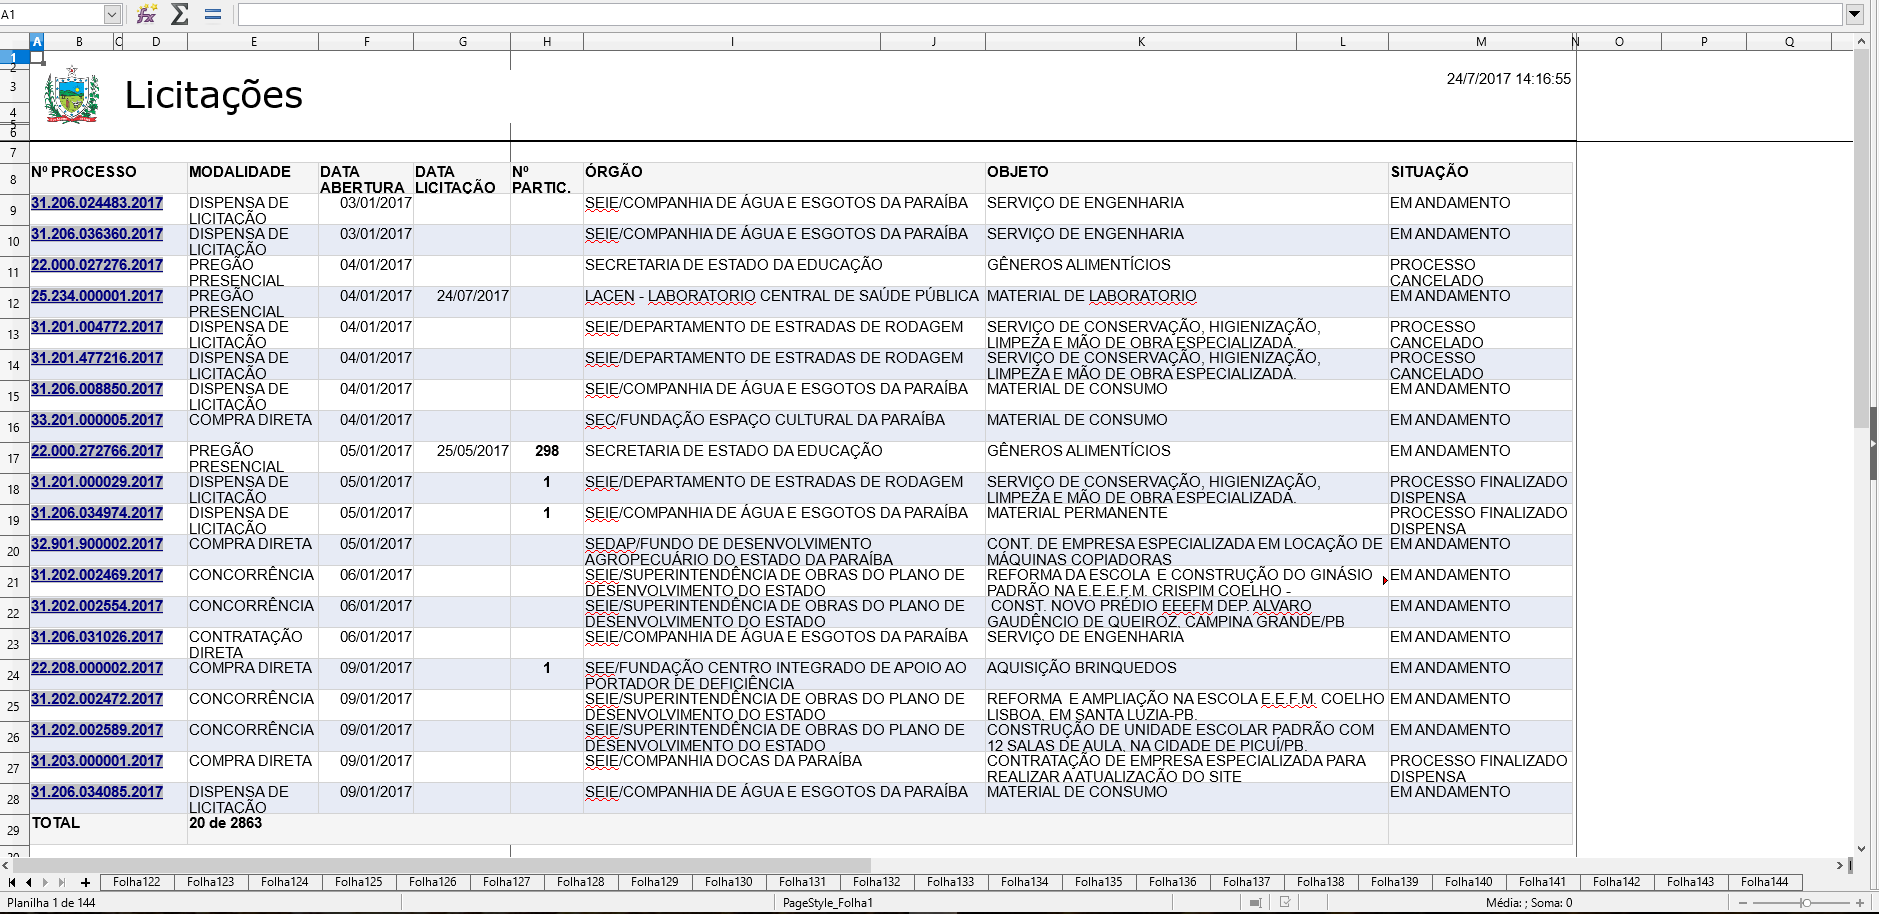 A1
A B C D E F G H I J K L M N O P Q
1
2
3
4
5
6
7
8
9
10
11
12
13
14
15
16
17
18
19
20
21
22
23
24
25
26
27
28
29
Licitações
24/7/2017 14:16:55
Nº PROCESSO MODALIDADE DATA ABERTURA DATA LICITAÇÃO Nº PARTIC. ÓRGÃO OBJETO SITUAÇÃO
31.206.024483.2017 DISPENSA DE LICITAÇÃO 03/01/2017 SEIE/COMPANHIA DE ÁGUA E ESGOTOS DA PARAÍBA SERVIÇO DE ENGENHARIA EM ANDAMENTO
31.206.036360.2017 DISPENSA DE LICITAÇÃO 03/01/2017 SEIE/COMPANHIA DE ÁGUA E ESGOTOS DA PARAÍBA SERVIÇO DE ENGENHARIA EM ANDAMENTO
22.000.027276.2017 PREGÃO PRESENCIAL 04/01/2017 SECRETARIA DE ESTADO DA EDUCAÇÃO GÊNEROS ALIMENTÍCIOS PROCESSO CANCELADO
25.234.000001.2017 PREGÃO PRESENCIAL 04/01/2017 24/07/2017 LACEN - LABORATORIO CENTRAL DE SAÚDE PÚBLICA MATERIAL DE LABORATORIO EM ANDAMENTO
31.201.004772.2017 DISPENSA DE LICITAÇÃO 04/01/2017 SEIE/DEPARTAMENTO DE ESTRADAS DE RODAGEM SERVIÇO DE CONSERVAÇÃO, HIGIENIZAÇÃO, LIMPEZA E MÃO DE OBRA ESPECIALIZADA. PROCESSO CANCELADO
31.201.477216.2017 DISPENSA DE LICITAÇÃO 04/01/2017 SEIE/DEPARTAMENTO DE ESTRADAS DE RODAGEM SERVIÇO DE CONSERVAÇÃO, HIGIENIZAÇÃO, LIMPEZA E MÃO DE OBRA ESPECIALIZADA. PROCESSO CANCELADO
31.206.008850.2017 DISPENSA DE LICITAÇÃO 04/01/2017 SEIE/COMPANHIA DE ÁGUA E ESGOTOS DA PARAÍBA MATERIAL DE CONSUMO EM ANDAMENTO
33.201.000005.2017 COMPRA DIRETA 04/01/2017 SEC/FUNDAÇÃO ESPAÇO CULTURAL DA PARAÍBA MATERIAL DE CONSUMO EM ANDAMENTO
22.000.272766.2017 PREGÃO PRESENCIAL 05/01/2017 25/05/2017 298 SECRETARIA DE ESTADO DA EDUCAÇÃO GÊNEROS ALIMENTÍCIOS EM ANDAMENTO
31.201.000029.2017 DISPENSA DE LICITAÇÃO 05/01/2017 1 SEIE/DEPARTAMENTO DE ESTRADAS DE RODAGEM SERVIÇO DE CONSERVAÇÃO, HIGIENIZAÇÃO, LIMPEZA E MÃO DE OBRA ESPECIALIZADA. PROCESSO FINALIZADO DISPENSA
31.206.034974.2017 DISPENSA DE LICITAÇÃO 05/01/2017 1 SEIE/COMPANHIA DE ÁGUA E ESGOTOS DA PARAÍBA MATERIAL PERMANENTE PROCESSO FINALIZADO DISPENSA
32.901.900002.2017 COMPRA DIRETA 05/01/2017 SEDAP/FUNDO DE DESENVOLVIMENTO AGROPECUÁRIO DO ESTADO DA PARAÍBA CONT. DE EMPRESA ESPECIALIZADA EM LOCAÇÃO DE MÁQUINAS COPIADORAS EM ANDAMENTO
31.202.002469.2017 CONCORRÊNCIA 06/01/2017 SEIE/SUPERINTENDÊNCIA DE OBRAS DO PLANO DE DESENVOLVIMENTO DO ESTADO REFORMA DA ESCOLA E CONSTRUÇÃO DO GINÁSIO PADRÃO NA E.E.E.F.M. CRISPIM COELHO - EM ANDAMENTO
31.202.002554.2017 CONCORRÊNCIA 06/01/2017 SEIE/SUPERINTENDÊNCIA DE OBRAS DO PLANO DE DESENVOLVIMENTO DO ESTADO CONST. NOVO PRÉDIO EEEFM DEP. ALVARO GAUDÊNCIO DE QUEIROZ, CAMPINA GRANDE/PB EM ANDAMENTO
31.206.031026.2017 CONTRATAÇÃO DIRETA 06/01/2017 SEIE/COMPANHIA DE ÁGUA E ESGOTOS DA PARAÍBA SERVIÇO DE ENGENHARIA EM ANDAMENTO
22.208.000002.2017 COMPRA DIRETA 09/01/2017 1 SEE/FUNDAÇÃO CENTRO INTEGRADO DE APOIO AO PORTADOR DE DEFICIÊNCIA AQUISIÇÃO BRINQUEDOS EM ANDAMENTO
31.202.002472.2017 CONCORRÊNCIA 09/01/2017 SEIE/SUPERINTENDÊNCIA DE OBRAS DO PLANO DE DESENVOLVIMENTO DO ESTADO REFORMA E AMPLIAÇÃO NA ESCOLA E.E.F.M. COELHO LISBOA, EM SANTA LUZIA-PB. EM ANDAMENTO
31.202.002589.2017 CONCORRÊNCIA 09/01/2017 SEIE/SUPERINTENDÊNCIA DE OBRAS DO PLANO DE DESENVOLVIMENTO DO ESTADO CONSTRUÇÃO DE UNIDADE ESCOLAR PADRÃO COM 12 SALAS DE AULA, NA CIDADE DE PICUÍ/PB. EM ANDAMENTO
31.203.000001.2017 COMPRA DIRETA 09/01/2017 SEIE/COMPANHIA DOCAS DA PARAÍBA CONTRATAÇÃO DE EMPRESA ESPECIALIZADA PARA REALIZAR A ATUALIZAÇÃO DO SITE PROCESSO FINALIZADO DISPENSA
31.206.034085.2017 DISPENSA DE LICITAÇÃO 09/01/2017 SEIE/COMPANHIA DE ÁGUA E ESGOTOS DA PARAÍBA MATERIAL DE CONSUMO EM ANDAMENTO
TOTAL 20 de 2863
Folha122 Folha123 Folha124 Folha125 Folha126 Folha127 Folha128 Folha129 Folha130 Folha131 Folha132 Folha133 Folha134 Folha135 Folha136 Folha137 Folha138 Folha139 Folha140 Folha141 Folha142 Folha143 Folha144
Planilha 1 de 144 PageStyle_Folha1 Média: ; Soma: 0